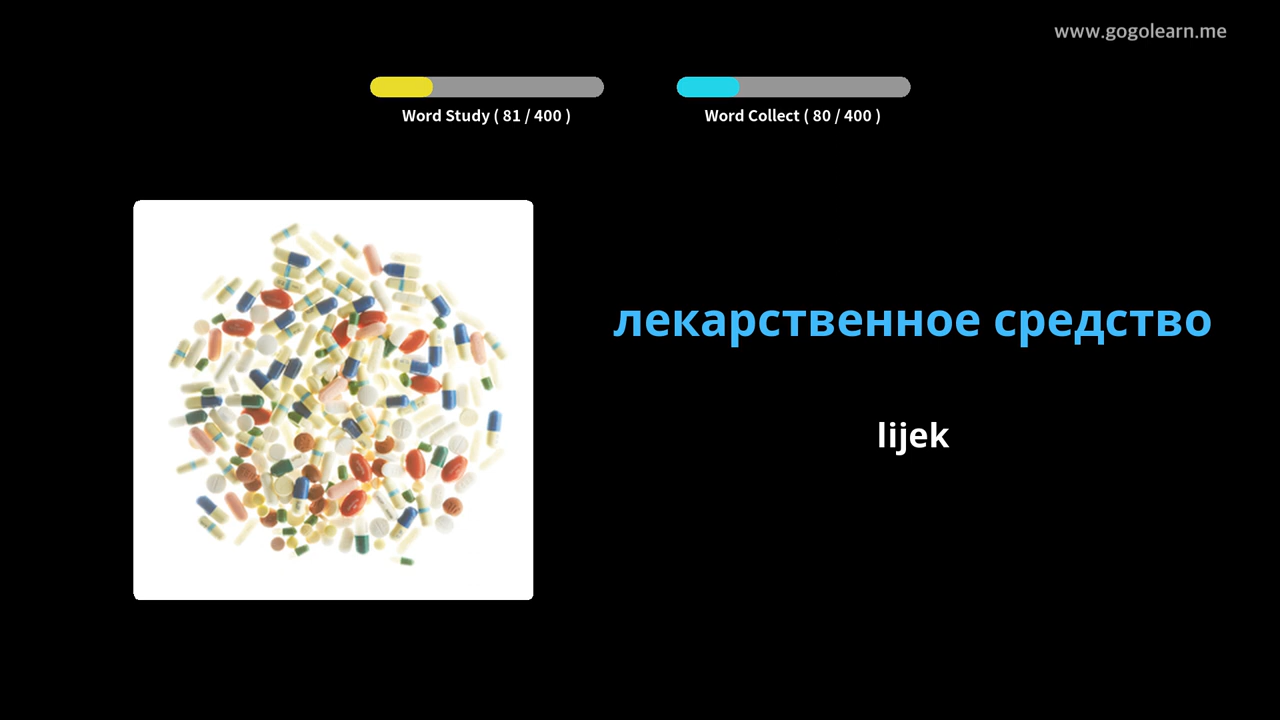 www.gogolearn.me
Word Study ( 81 / 400 )
Word Collect ( 80 / 400 )
лекарственное средство
lijek